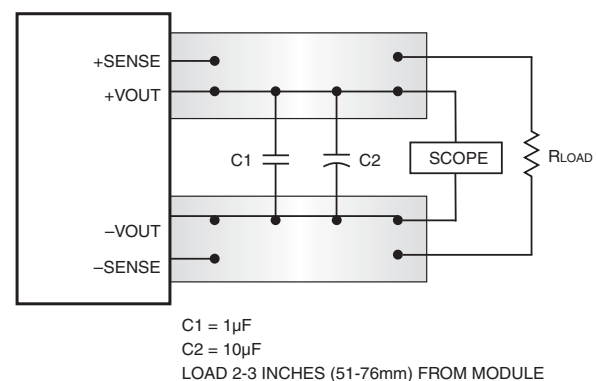 +SENSE
+VOUT
C1
C2
SCOPE
RLOAD
–VOUT
–SENSE
C1 = 1µF
C2 = 10µF
LOAD 2-3 INCHES (51-76mm) FROM MODULE